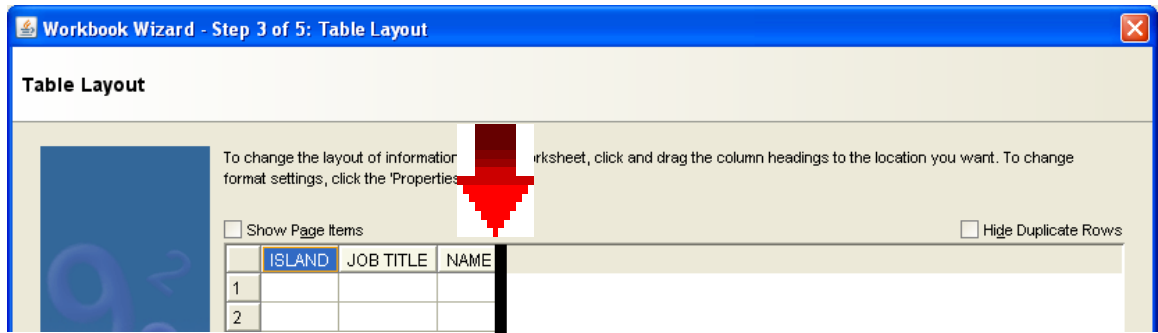 Workbook Wizard - Step 3 of 5: Table Layout
Table Layout
To change the layout of information rksheet, click and drag the column headings to the location you want. To change
format settings, click the 'Properties
Show Page Items
Hide Duplicate Rows
ISLAND JOB TITLE NAME
1
2